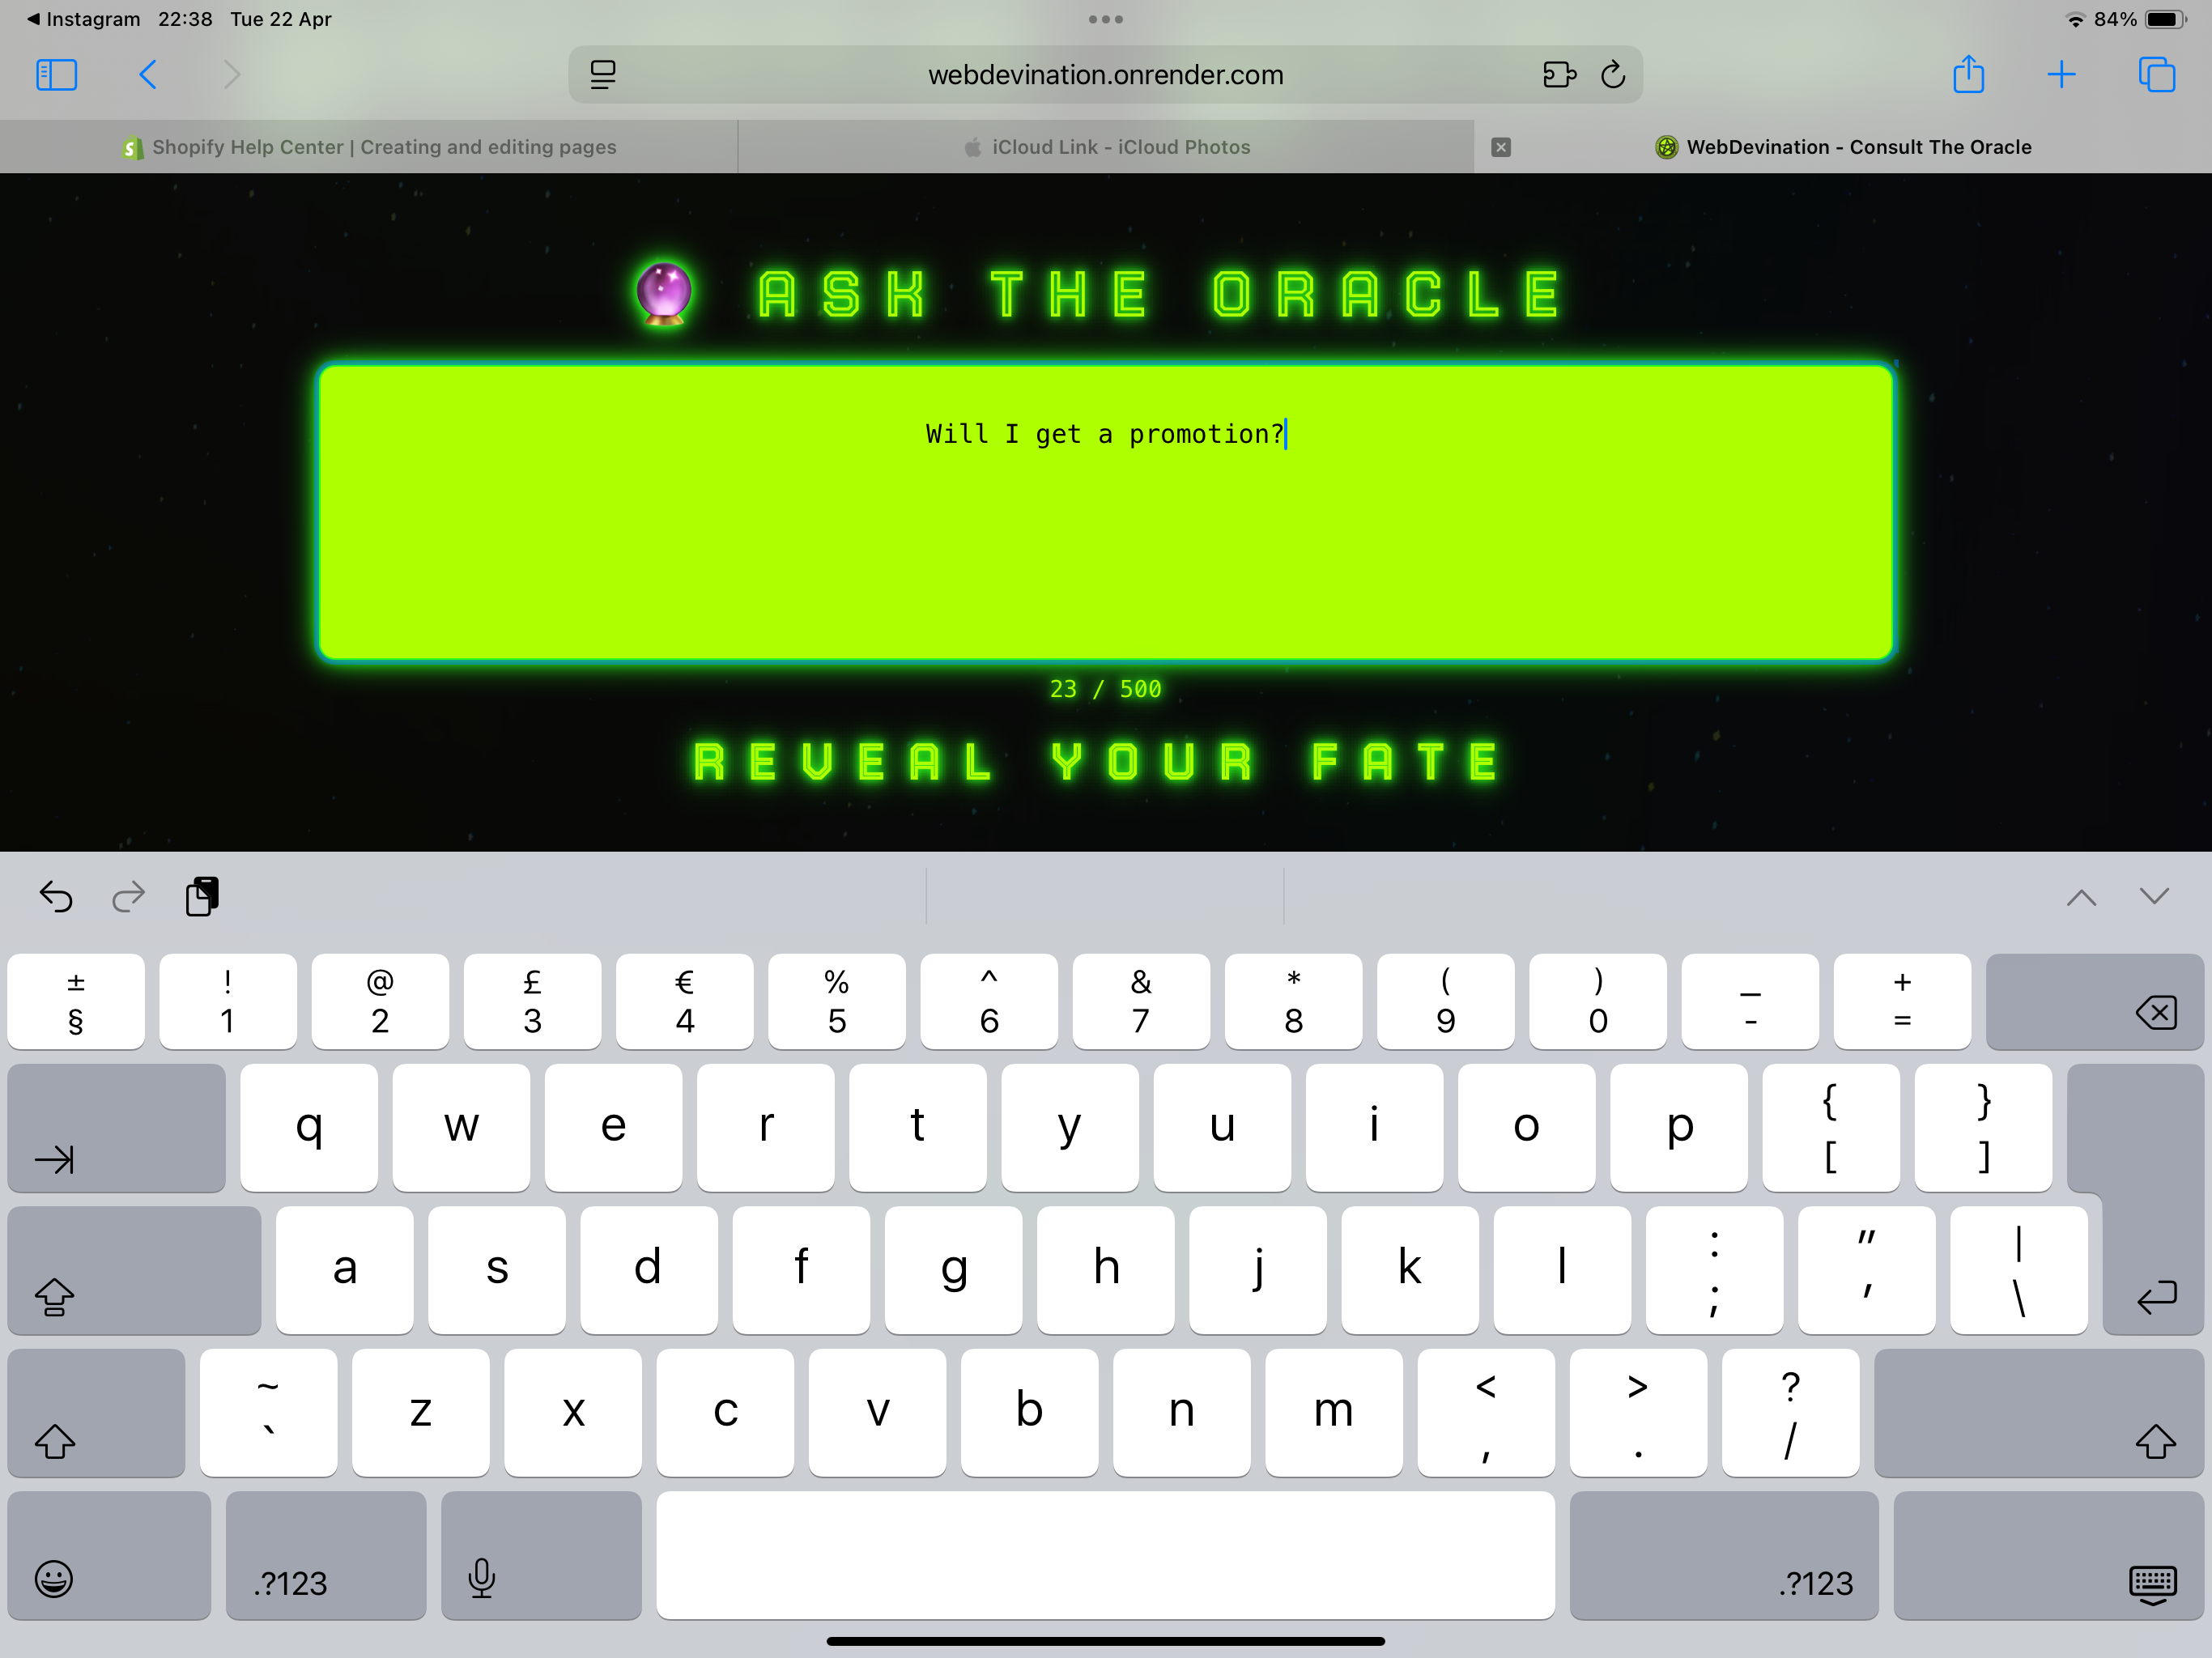 ◀ Instagram 22:38 Tue 22 Apr 84%
webdevination.onrender.com
Shopify Help Center | Creating and editing pages iCloud Link - iCloud Photos WebDevination - Consult The Oracle
🔮 ASK THE ORACLE
Will I get a promotion?
23 / 500
REVEAL YOUR FATE
± ! @ £ € % ^ & * ( ) _ +
§ 1 2 3 4 5 6 7 8 9 0 - =
q w e r t y u i o p { }
[ ]
a s d f g h j k l : " |
; ' \
~ z x c v b n m < > ?
` , . /
.?123 .?123